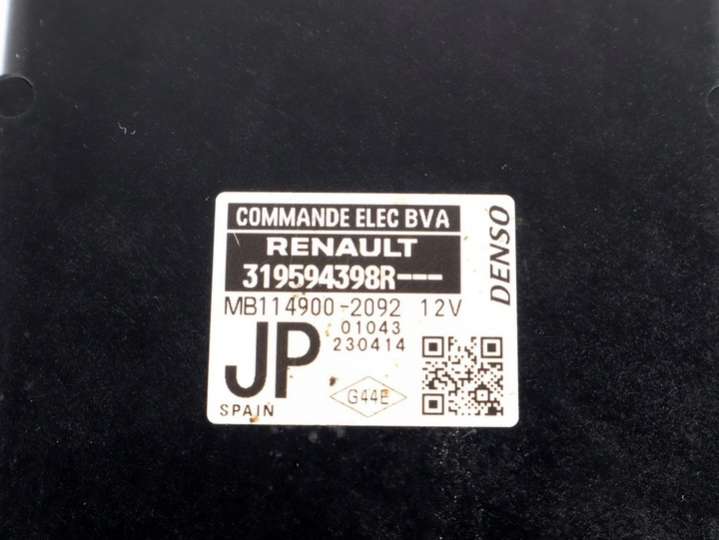 COMMANDE ELEC BVA
RENAULT
319594398R---
MB114900-2092 12V
JP
01043
230414
SPAIN
G44E
DENSO